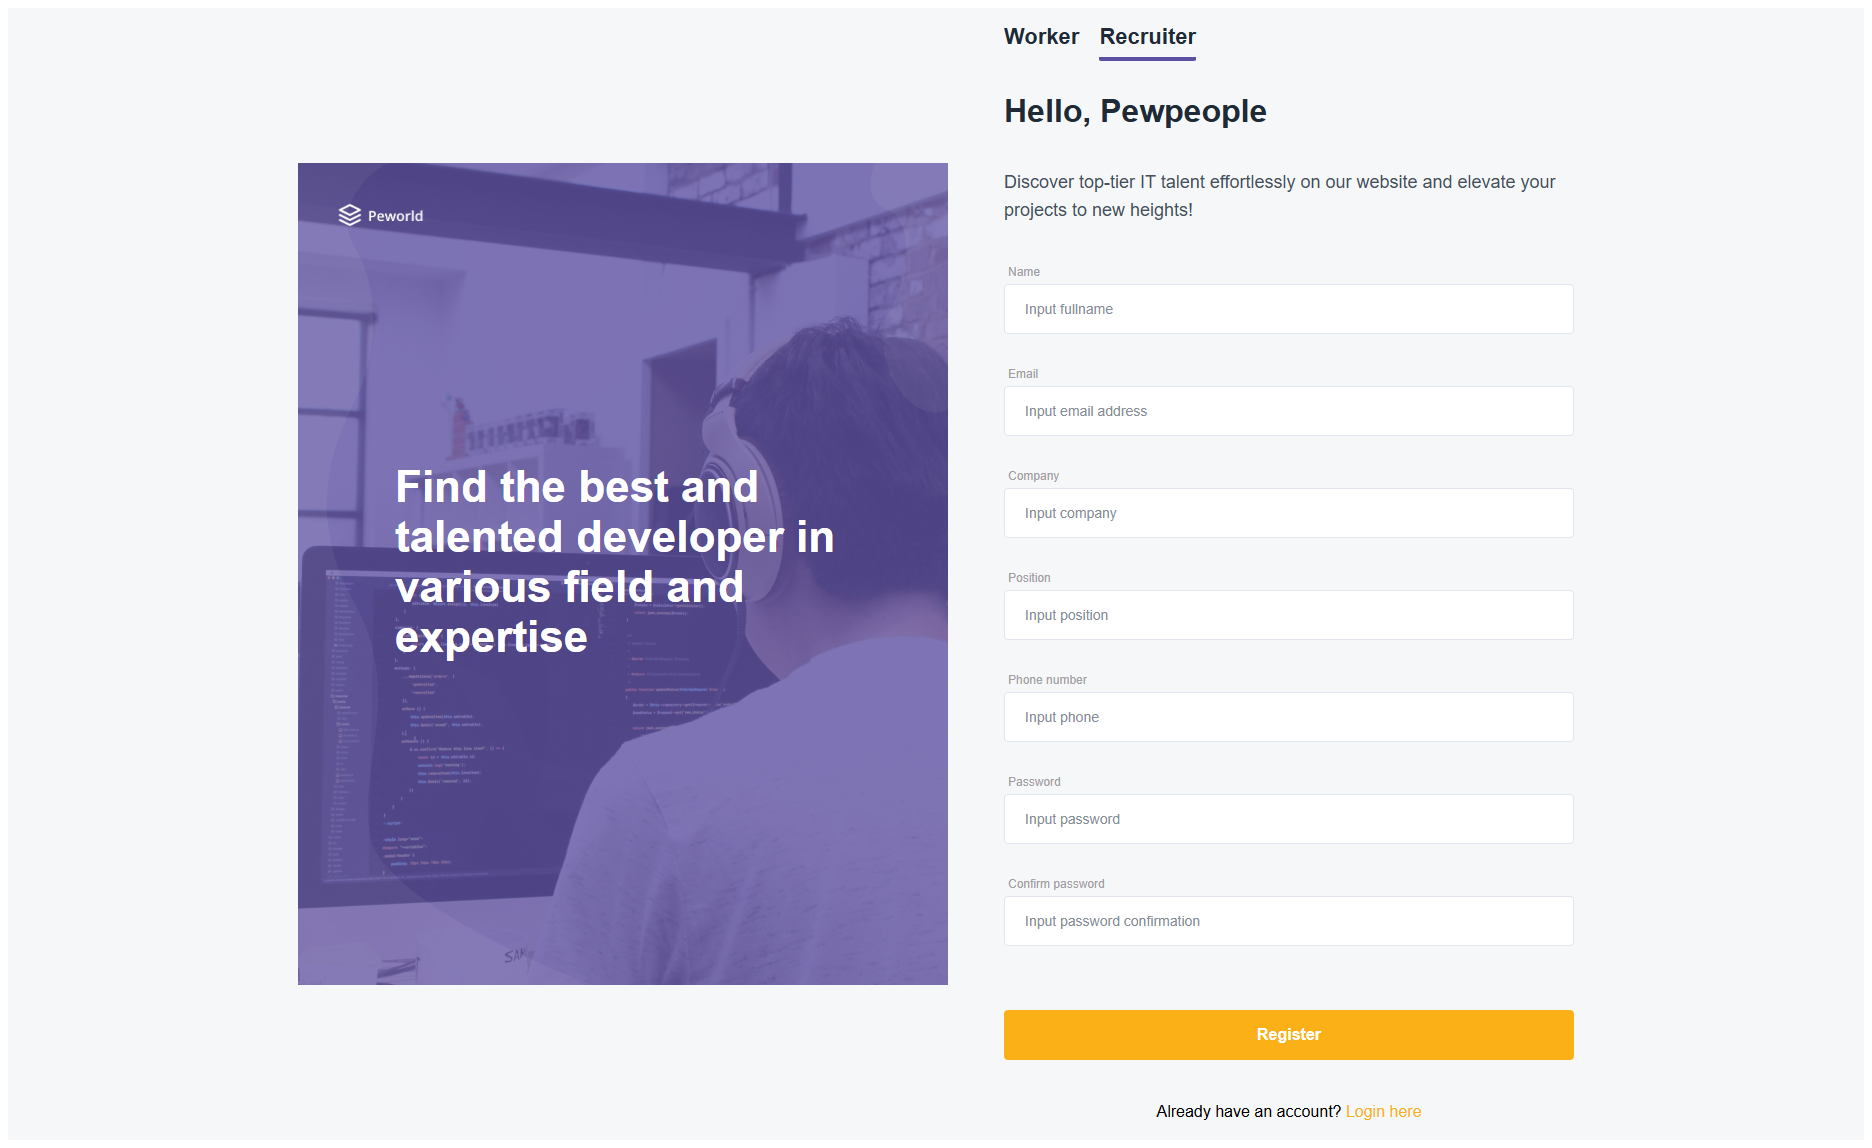 Worker Recruiter
Hello, Pewpeople
Discover top-tier IT talent effortlessly on our website and elevate your
projects to new heights!
Peworld
Find the best and
talented developer in
various field and
expertise
Name
Input fullname
Email
Input email address
Company
Input company
Position
Input position
Phone number
Input phone
Password
Input password
Confirm password
Input password confirmation
Register
Already have an account? Login here